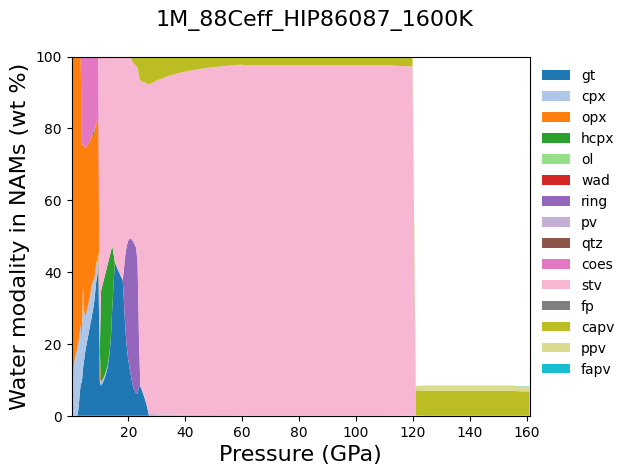 1M_88Ceff_HIP86087_1600K
Water modality in NAMs (wt %)
100
80
60
40
20
0
20
40
60
80
100
120
140
160
Pressure (GPa)
gt
cpx
opx
hcpx
ol
wad
ring
pv
qtz
coes
stv
fp
capv
ppv
fapv